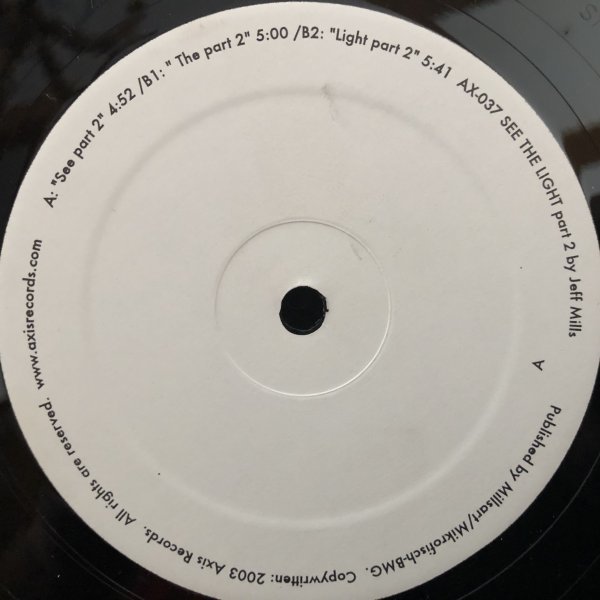 A: "See part 2" 4:52 /B1: " The part 2" 5:00 /B2: "Light part 2" 5:41 AX-037 SEE THE LIGHT part 2 by Jeff Mills
A
Published by Millsart/Mikrofisch-BMG. Copywritten: 2003 Axis Records. All rights are reserved. www.axisrecords.com